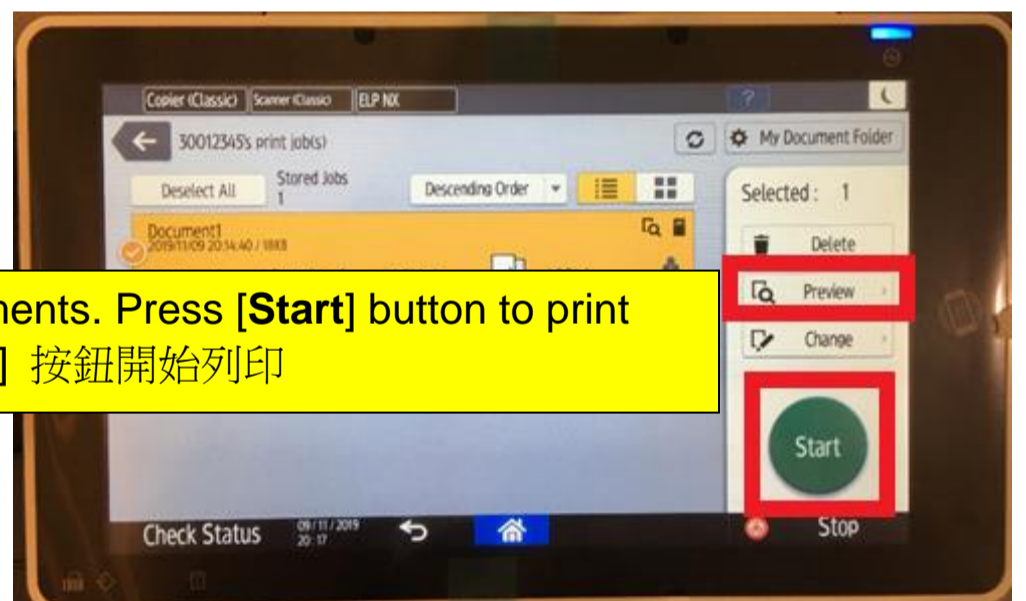 Copier (Classic) Scanner (Classic) ELP NX ?
30012345's print job(s) My Document Folder
Deselect All Stored Jobs Descending Order Selected : 1
1
Document1
2019/11/09 20:14:40 / 18KB
Delete
Preview
nents. Press [Start] button to print
] 按鈕開始列印
Change
Start
Check Status 09/11/2019 Stop
20:17